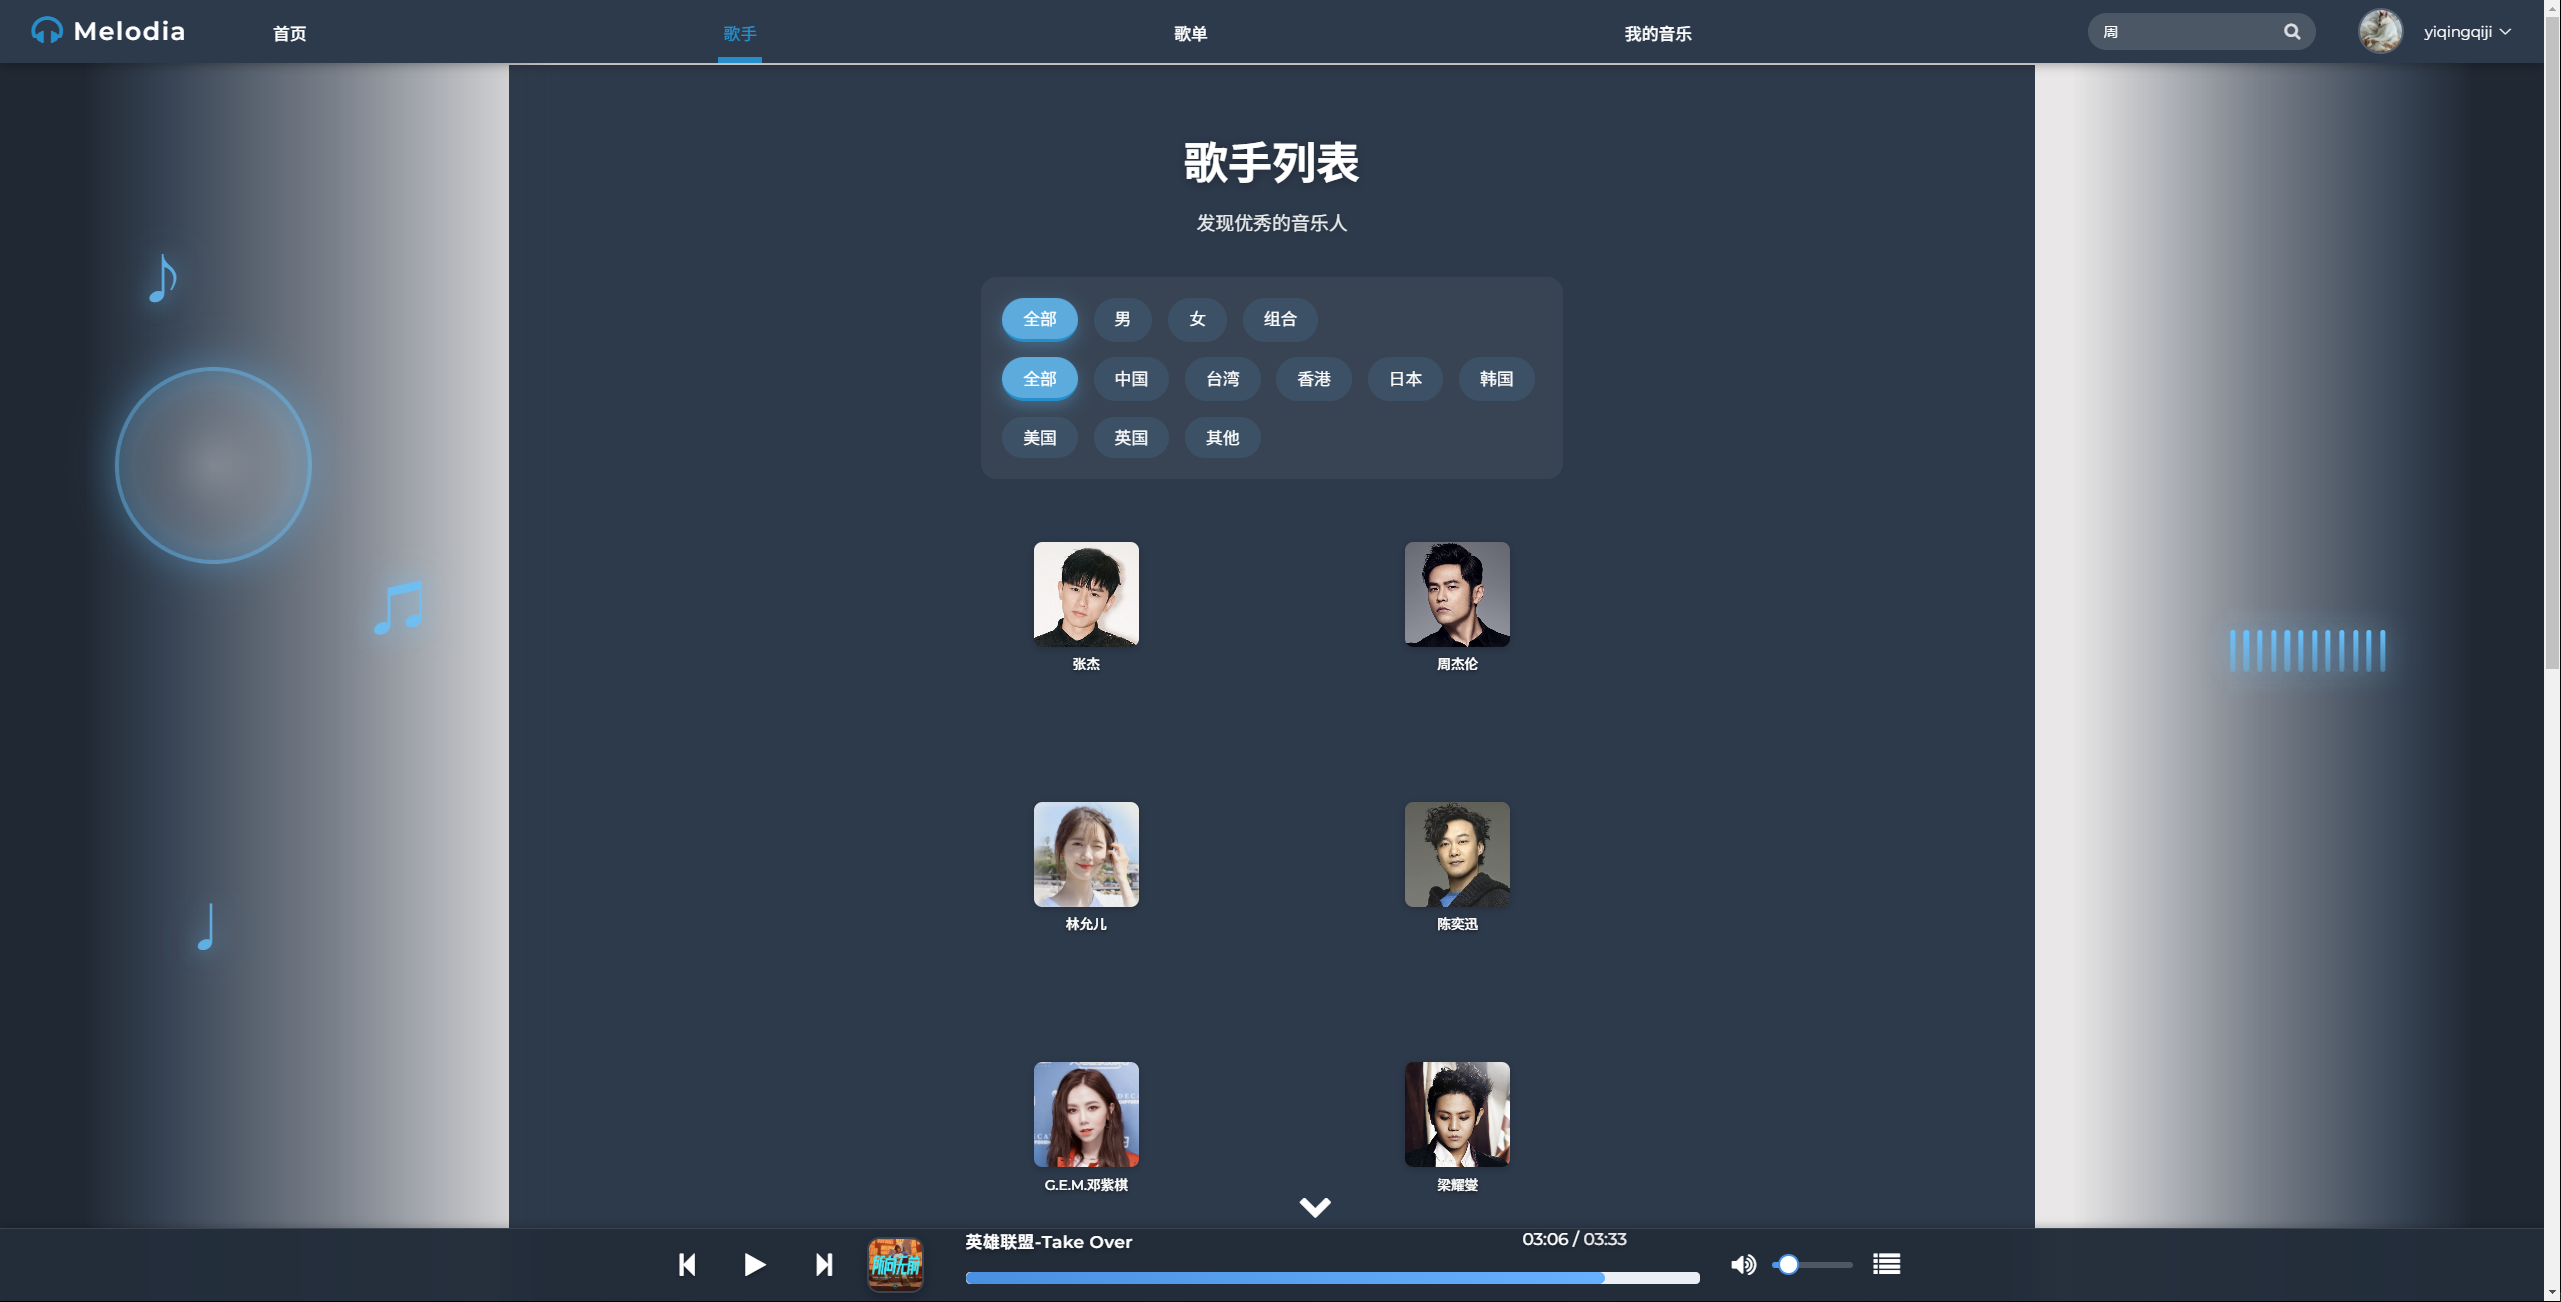 Melodia
首页
歌手
歌单
我的音乐
周
yiqingqiji
歌手列表
发现优秀的音乐人
全部 男 女 组合
全部 中国 台湾 香港 日本 韩国
美国 英国 其他
张杰
周杰伦
林允儿
陈奕迅
G.E.M.邓紫棋
梁耀燮
所向无前
英雄联盟-Take Over
03:06 / 03:33